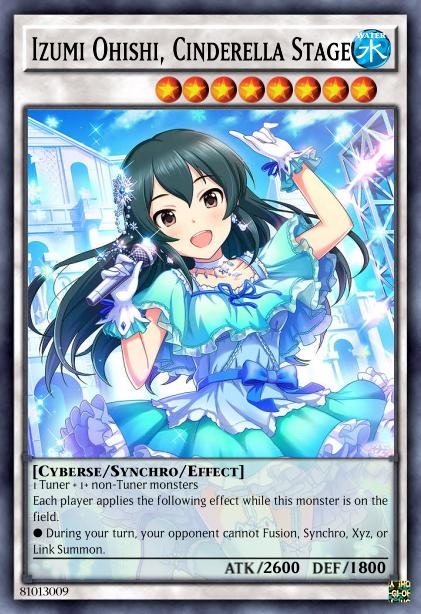 Izumi Ohishi, Cinderella Stage
WATER
水
[Cyberse/Synchro/Effect]
1 Tuner + 1+ non-Tuner monsters
Each player applies the following effect while this monster is on the
field.
● During your turn, your opponent cannot Fusion, Synchro, Xyz, or
Link Summon.
ATK/2600 DEF/1800
81013009